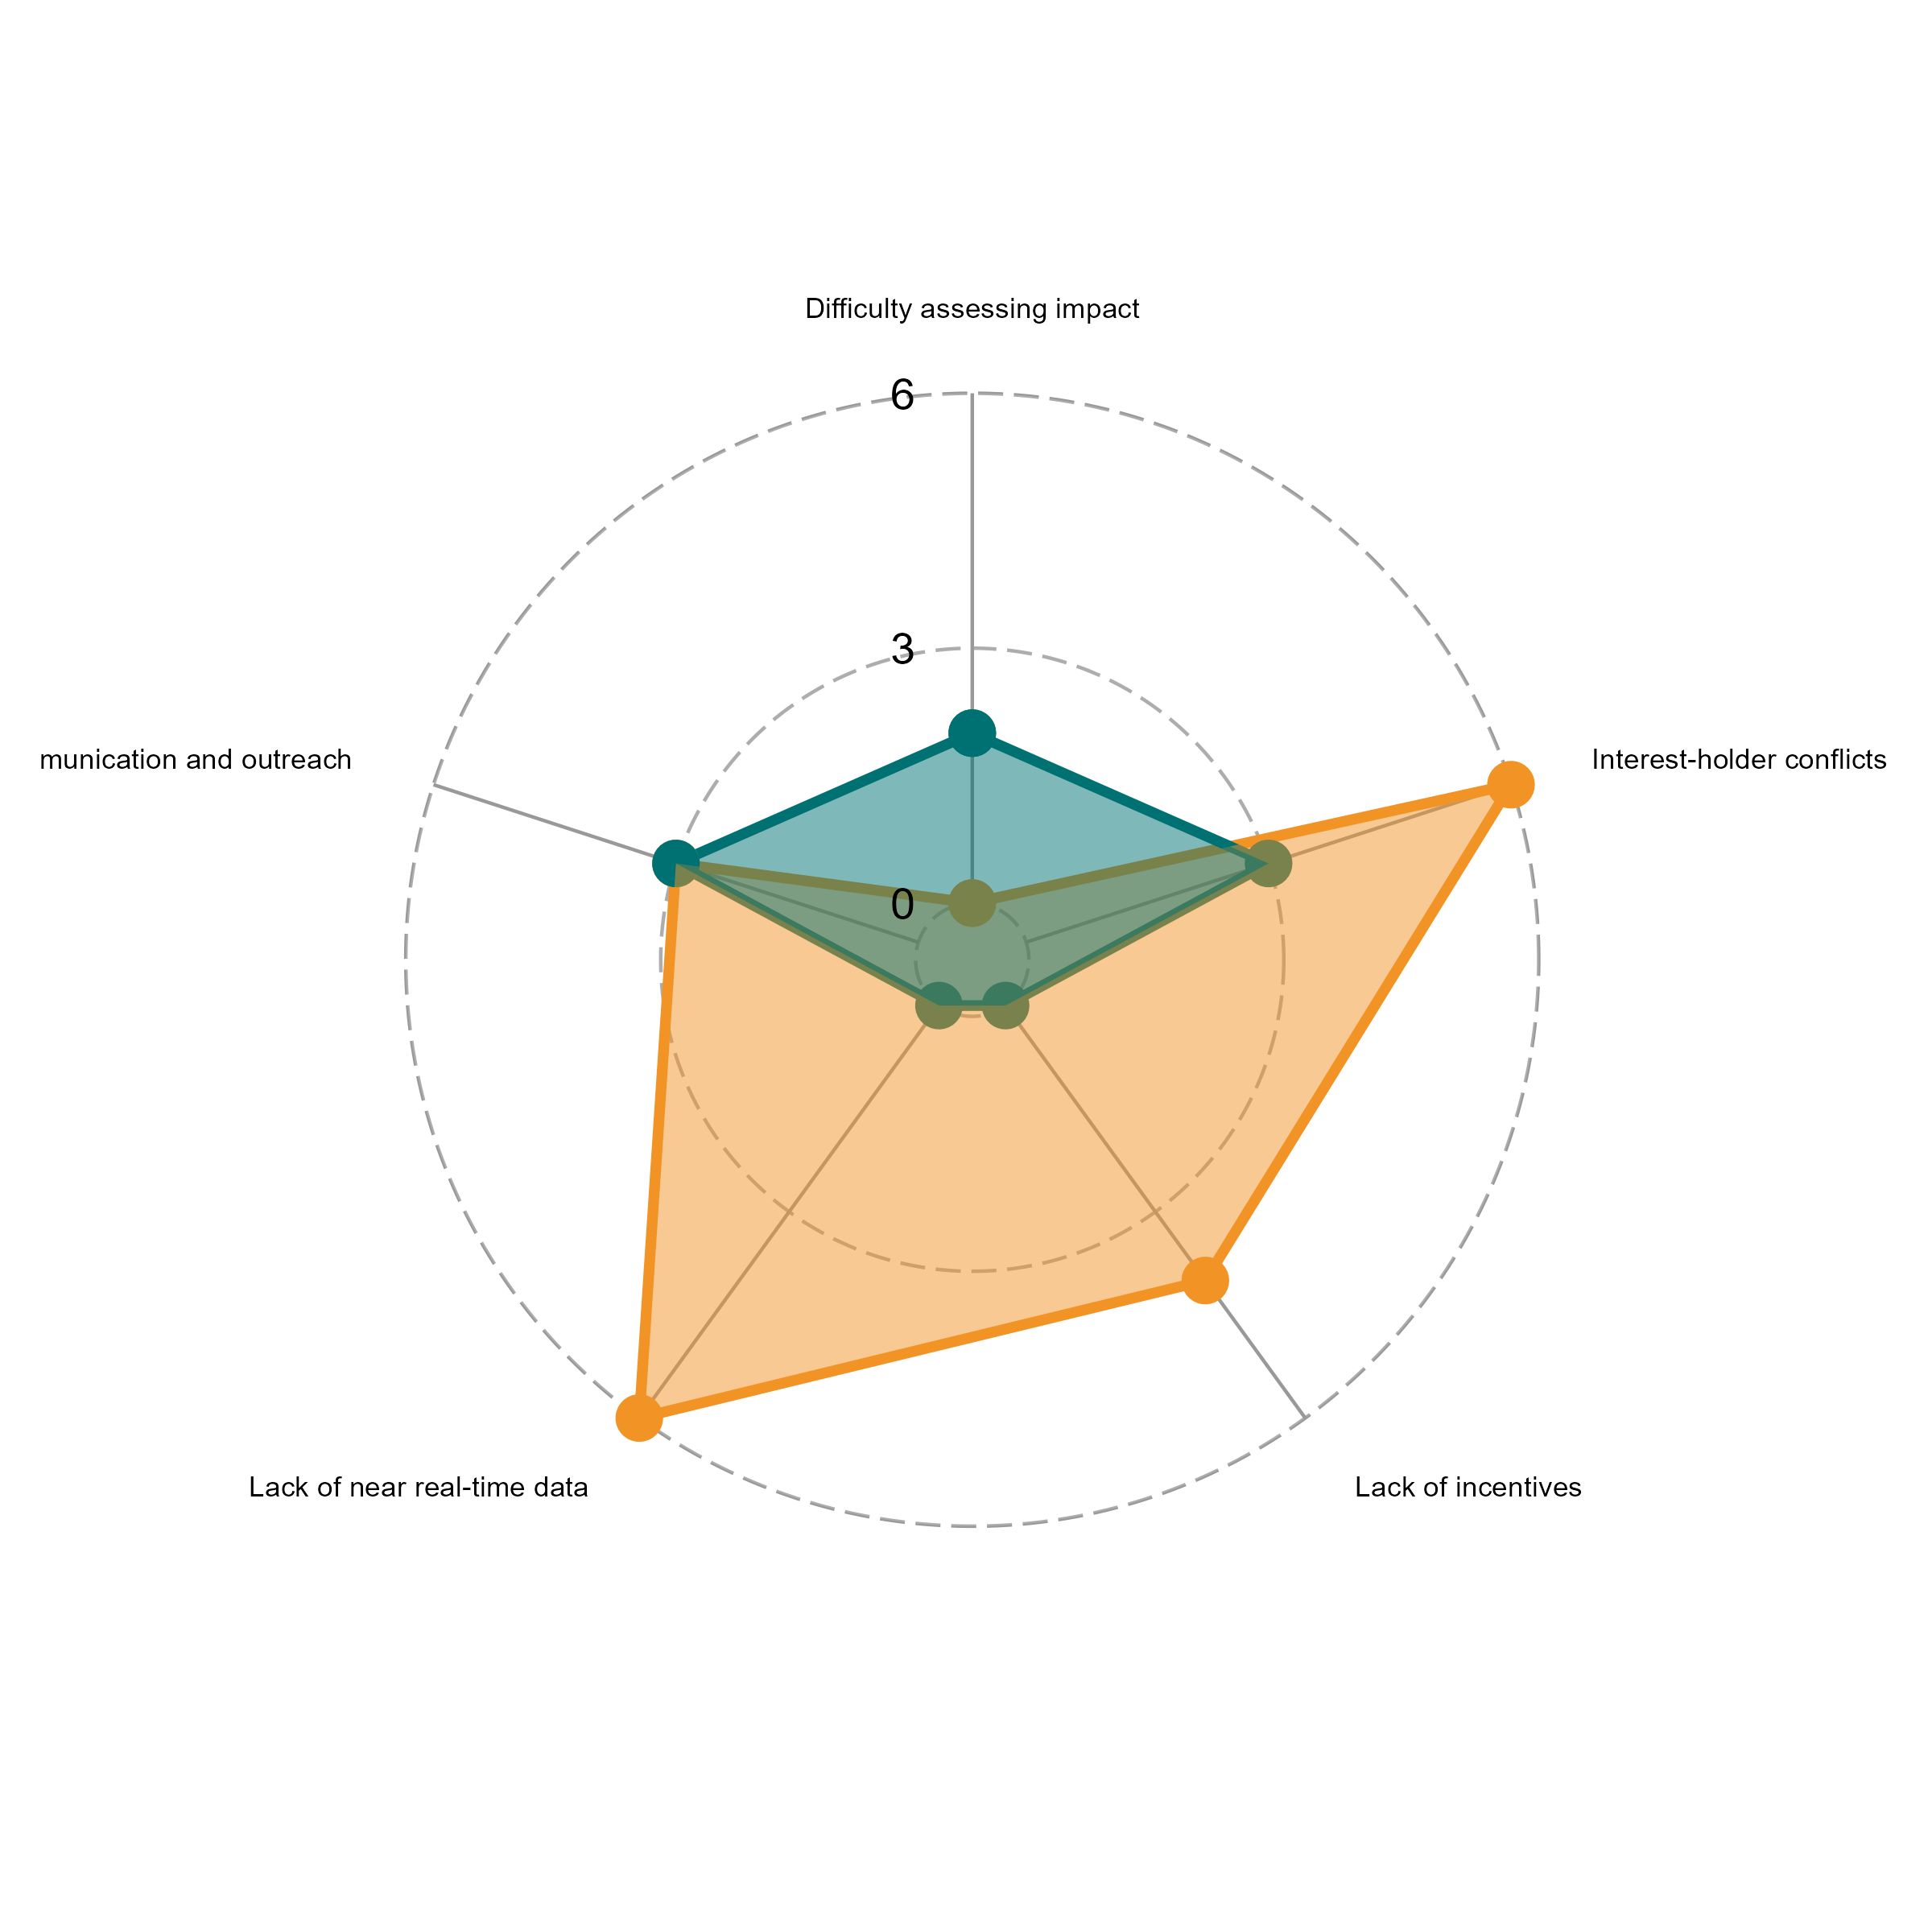 Difficulty assessing impact
6
3
munication and outreach
Interest-holder conflicts
0
Lack of near real-time data
Lack of incentives